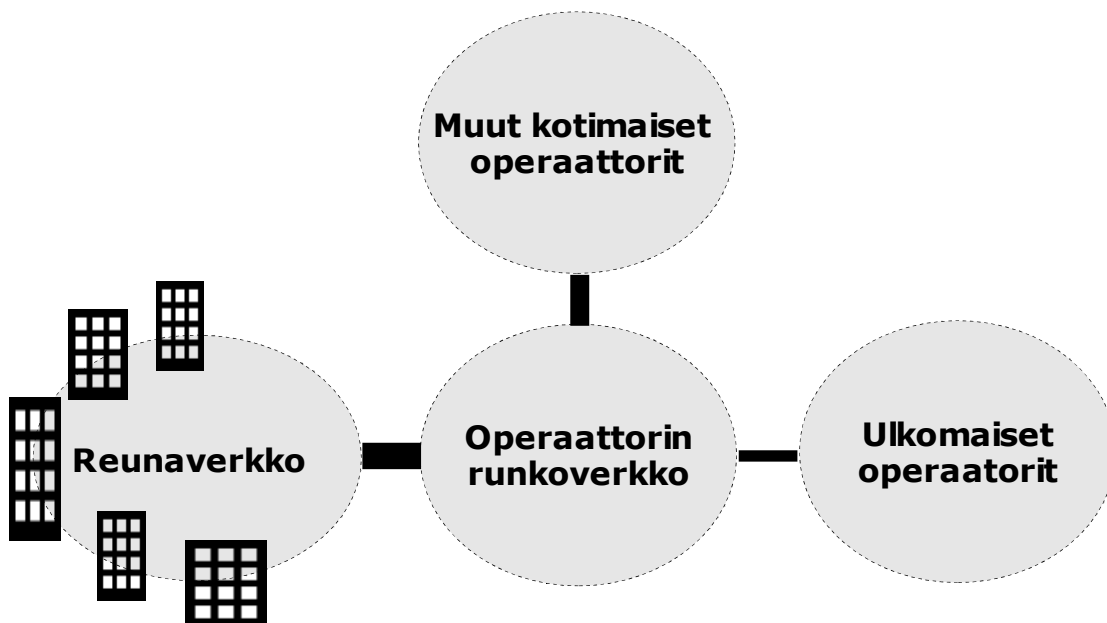 Muut kotimaiset
operaattorit
Reunaverkko
Operaattorin
runkoverkko
Ulkomaiset
operaatorit